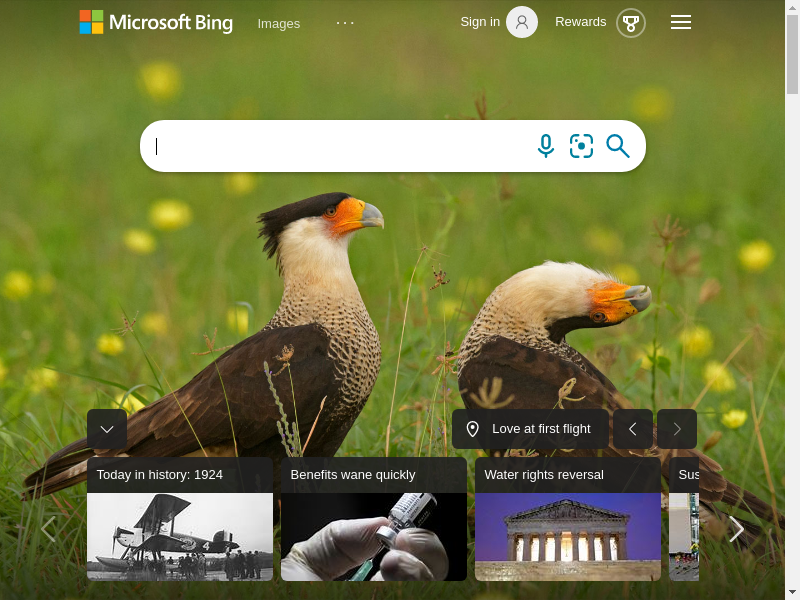 Microsoft Bing
Images
Sign in
Rewards
Love at first flight
Today in history: 1924
Benefits wane quickly
Water rights reversal
Sus
4